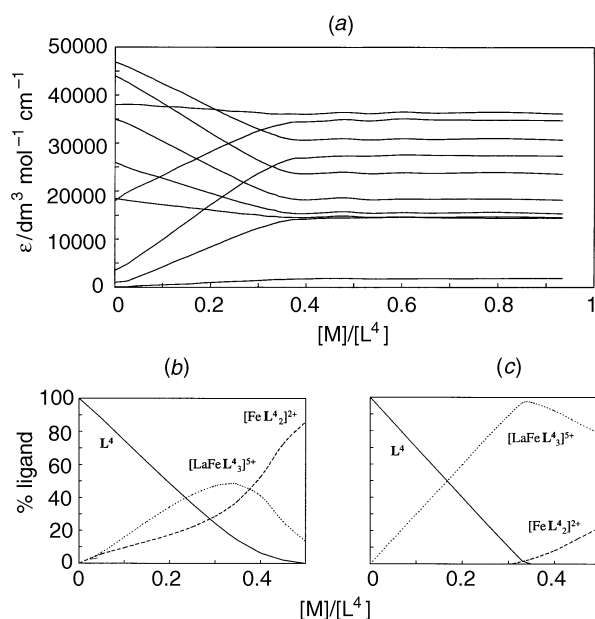 (a)
50000
40000
30000
20000
10000
0
ε/dm³ mol⁻¹ cm⁻¹
0 0.2 0.4 0.6 0.8 1
[M]/[L⁴]
(b) (c)
100
80
60
40
20
0
% ligand
L⁴ [LaFeL⁴₃]⁵⁺ [FeL⁴₂]²⁺
L⁴ [LaFeL⁴₃]⁵⁺ [FeL⁴₂]²⁺
0 0.2 0.4 0 0.2 0.4
[M]/[L⁴]